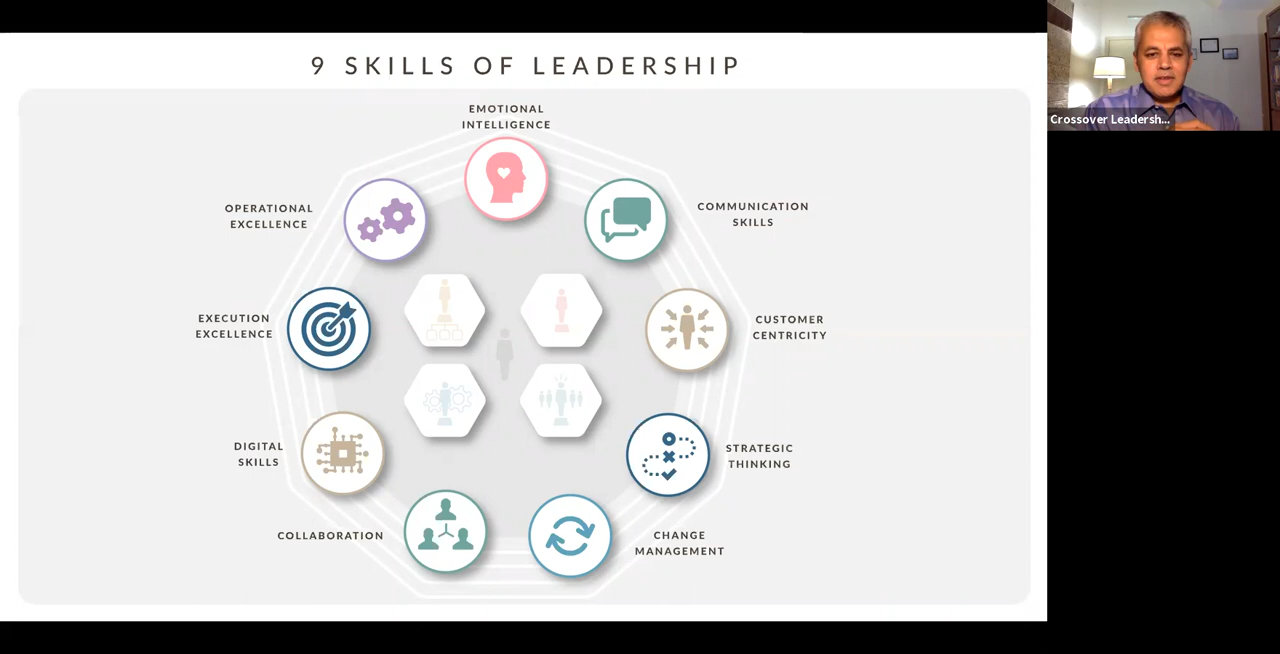 9 SKILLS OF LEADERSHIP
EMOTIONAL
INTELLIGENCE
COMMUNICATION
SKILLS
CUSTOMER
CENTRICITY
STRATEGIC
THINKING
CHANGE
MANAGEMENT
COLLABORATION
DIGITAL
SKILLS
EXECUTION
EXCELLENCE
OPERATIONAL
EXCELLENCE
Crossover Leadersh...